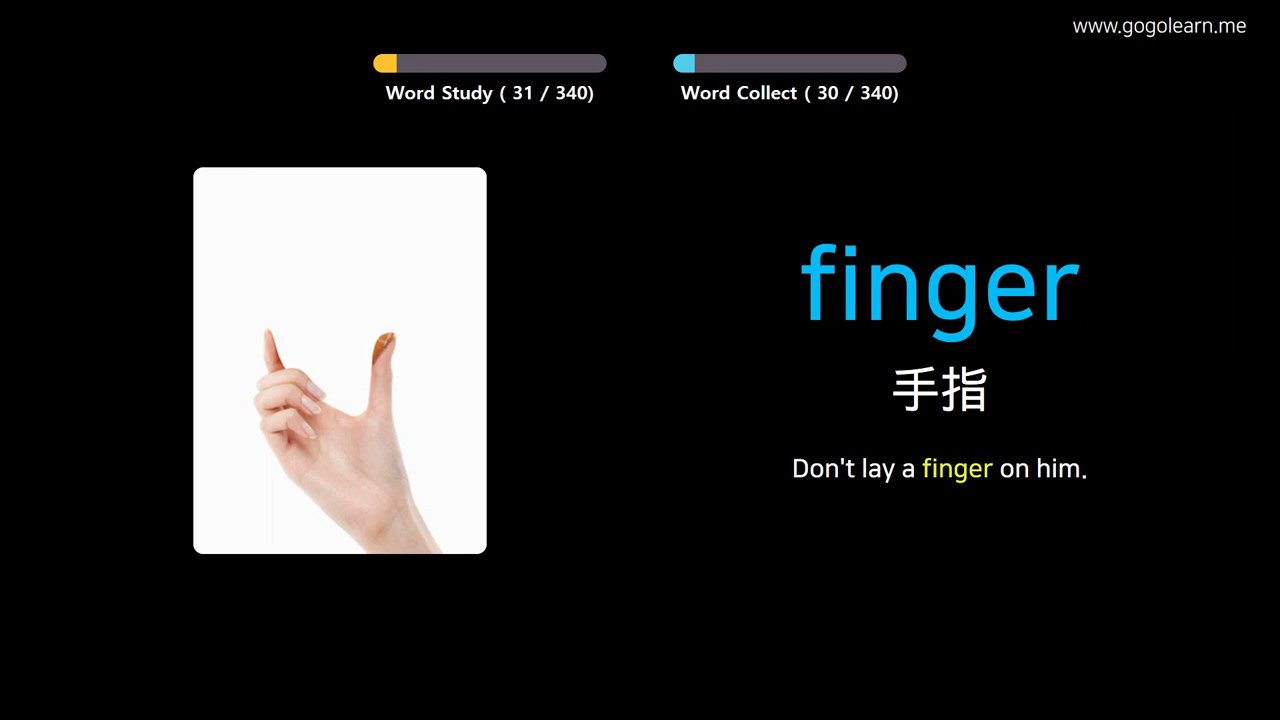 www.gogolearn.me
Word Study ( 31 / 340)
Word Collect ( 30 / 340)
finger
手指
Don't lay a finger on him.